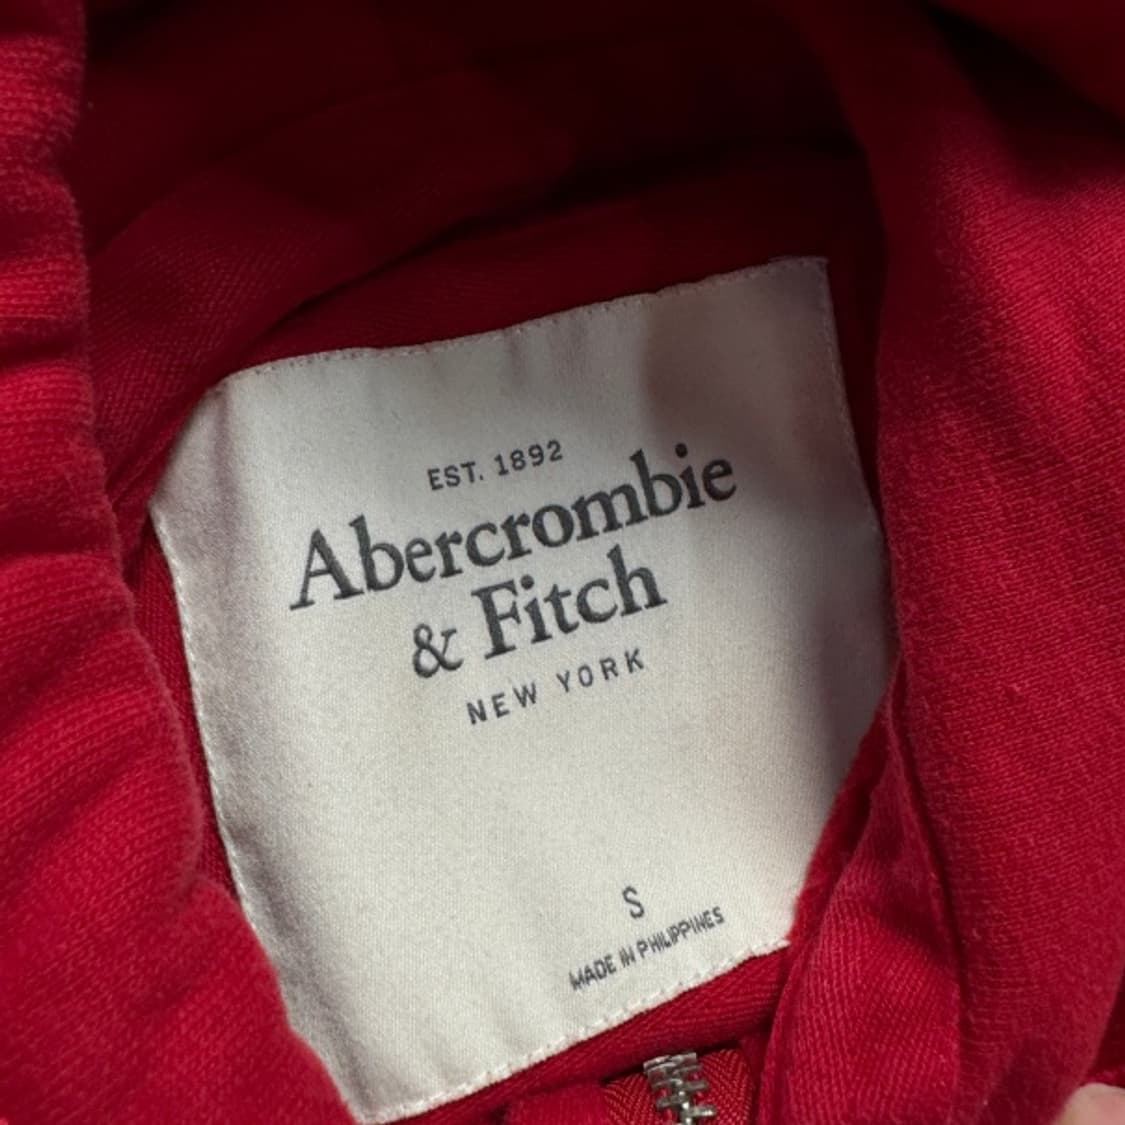 EST. 1892
Abercrombie
& Fitch
NEW YORK
S
MADE IN PHILIPPINES